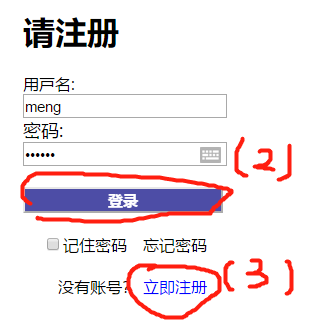 请注册
用戸名:
meng
密码:
••••••
(2)
登录
记住密码 忘记密码
没有账号? 立即注册
(3)